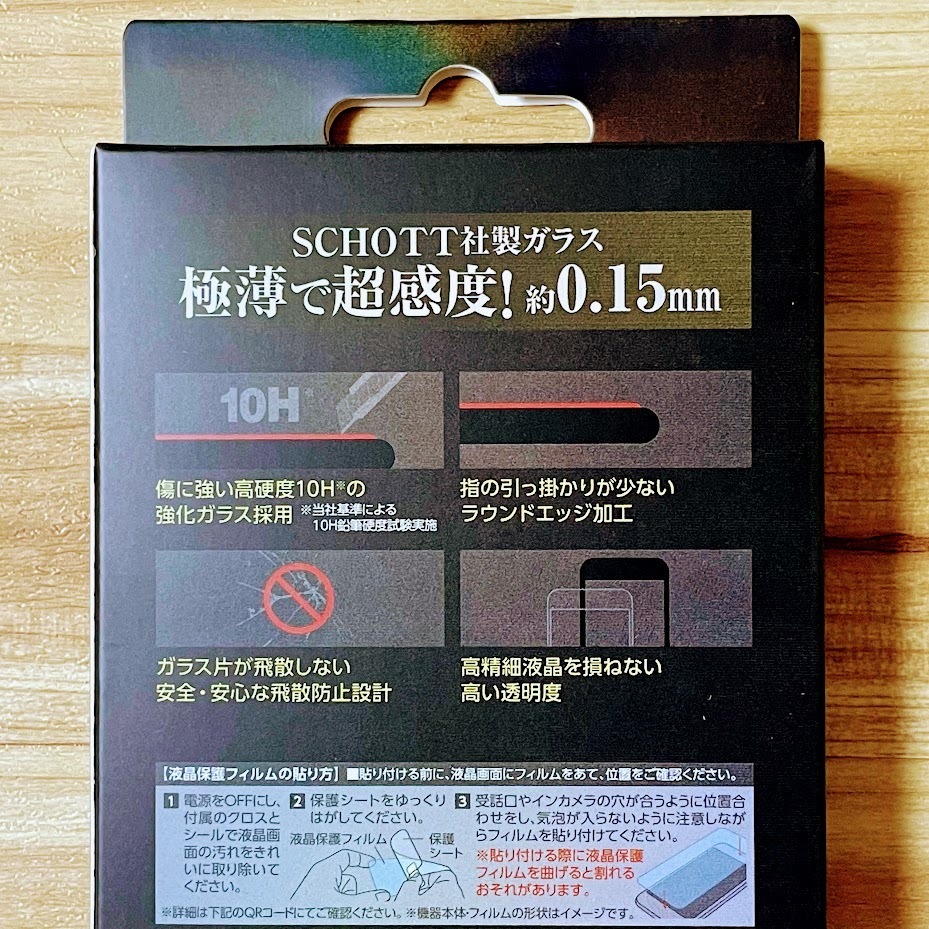 SCHOTT社製ガラス
極薄で超感度!約0.15mm
10H※
傷に強い高硬度10H※の
強化ガラス採用 ※当社基準による
10H鉛筆硬度試験実施
指の引っ掛かりが少ない
ラウンドエッジ加工
ガラス片が飛散しない
安全・安心な飛散防止設計
高精細液晶を損ねない
高い透明度
【液晶保護フィルムの貼り方】 ■貼り付ける前に、液晶画面にフィルムをあて、位置をご確認ください。
1 電源をOFFにし、
付属のクロスと
シールで液晶画
面の汚れをきれ
いに取り除いて
ください。
2 保護シートをゆっくり
はがしてください。
液晶保護フィルム
保護
シート
3 受話口やインカメラの穴が合うように位置合
わせをし、気泡が入らないように注意しなが
らフィルムを貼り付けてください。
※貼り付ける際に液晶保護
フィルムを曲げると割れる
おそれがあります。
※詳細は下記のQRコードにてご確認ください。※機器本体・フィルムの形状はイメージです。